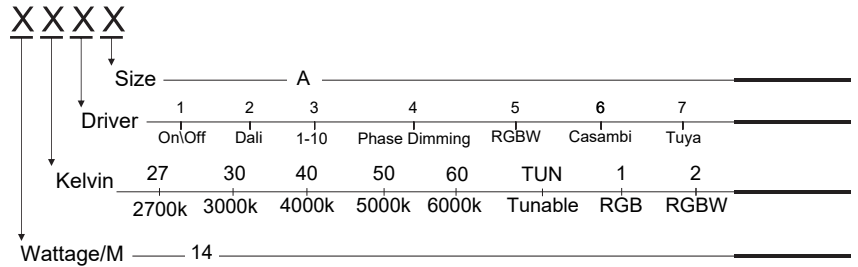 X X X X
Size A
1 2 3 4 5 6 7
Driver
On\Off Dali 1-10 Phase Dimming RGBW Casambi Tuya
27 30 40 50 60 TUN 1 2
Kelvin
2700k 3000k 4000k 5000k 6000k Tunable RGB RGBW
Wattage/M 14